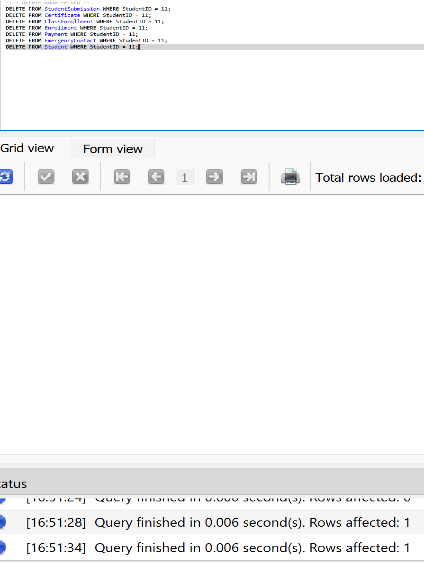 DELETE FROM StudentSubmission WHERE StudentID = 11;
DELETE FROM Certificate WHERE StudentID = 11;
DELETE FROM ClassEnrollment WHERE StudentID = 11;
DELETE FROM Enrollment WHERE StudentID = 11;
DELETE FROM Payment WHERE StudentID = 11;
DELETE FROM EmergencyContact WHERE StudentID = 11;
DELETE FROM Student WHERE StudentID = 11;
Grid view Form view
1 Total rows loaded:
tatus
[16:51:24] Query finished in 0.006 second(s). Rows affected: 0
[16:51:28] Query finished in 0.006 second(s). Rows affected: 1
[16:51:34] Query finished in 0.006 second(s). Rows affected: 1